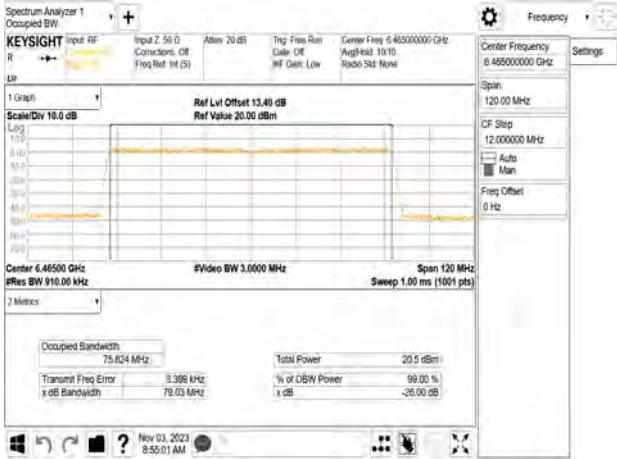 Spectrum Analyzer 1
Occupied BW
+
Frequency
KEYSIGHT Input: RF
R
Input Z: 50 Ω
Corrections: Off
Freq Ref: Int (S)
Atten: 20 dB
Trig: Free Run
Gate: Off
#IF Gain: Low
Center Freq: 6.465000000 GHz
Avg|Hold: 10/10
Radio Std: None
Center Frequency
6.465000000 GHz
Settings
Span
120.00 MHz
CF Step
12.000000 MHz
Auto
Man
Freq Offset
0 Hz
1 Graph
Scale/Div 10.0 dB
Ref Lvl Offset 13.40 dB
Ref Value 20.00 dBm
Log
Center 6.46500 GHz
#Res BW 910.00 kHz
#Video BW 3.0000 MHz
Span 120 MHz
Sweep 1.00 ms (1001 pts)
2 Metrics
Occupied Bandwidth
75.624 MHz
Total Power 20.5 dBm
Transmit Freq Error 8.399 kHz
% of OBW Power 99.00 %
x dB Bandwidth 79.03 MHz
x dB -26.00 dB
?
Nov 03, 2023
8:55:01 AM